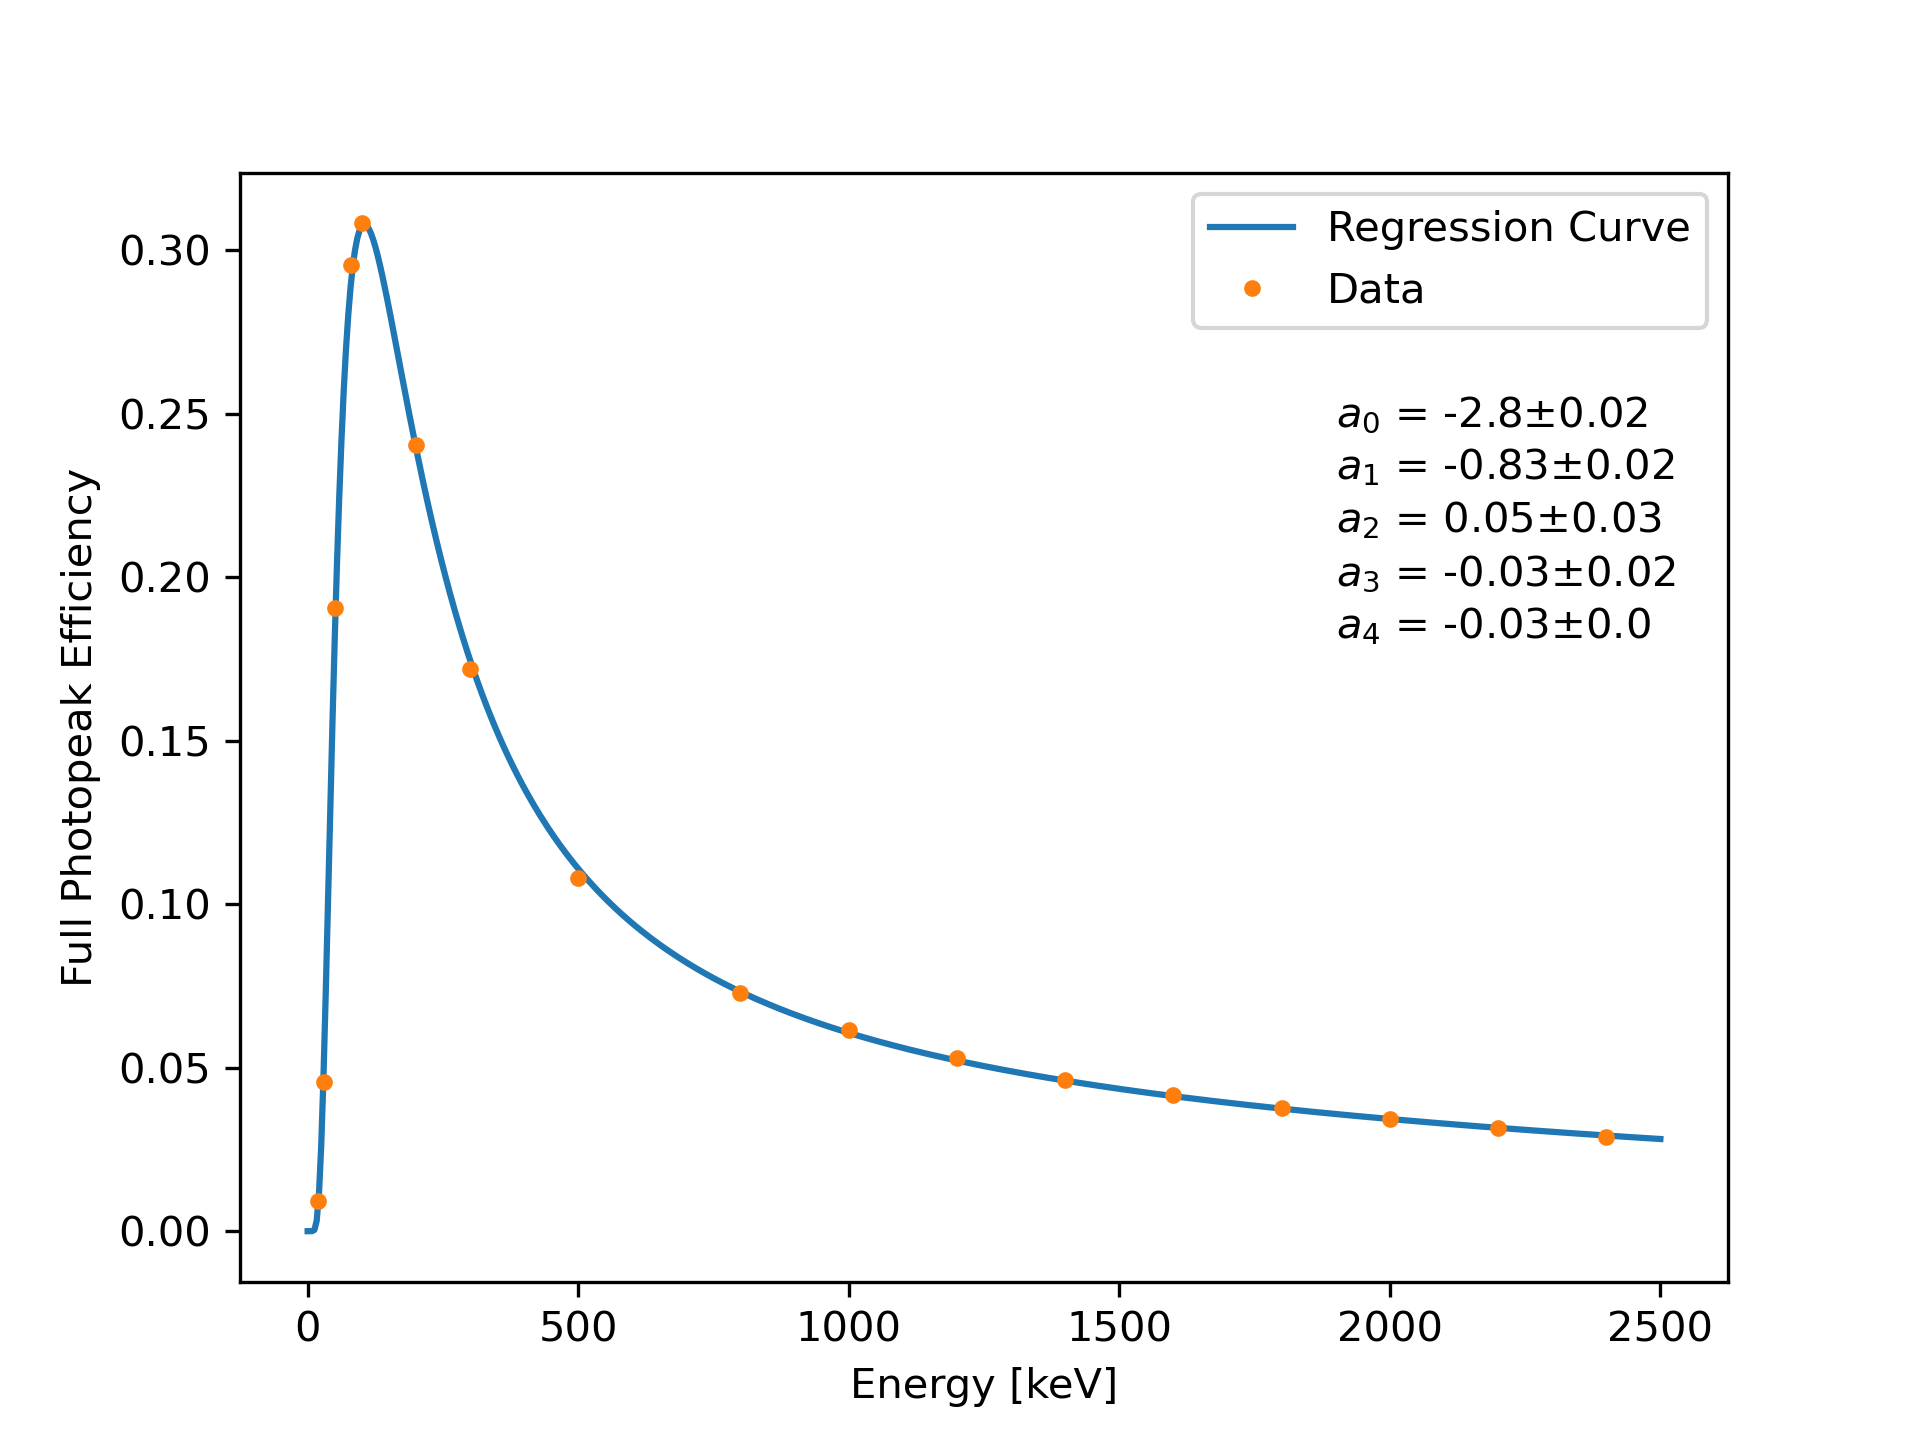 Regression Curve
Data
a₀ = -2.8±0.02
a₁ = -0.83±0.02
a₂ = 0.05±0.03
a₃ = -0.03±0.02
a₄ = -0.03±0.0
Full Photopeak Efficiency
0.30
0.25
0.20
0.15
0.10
0.05
0.00
0 500 1000 1500 2000 2500
Energy [keV]